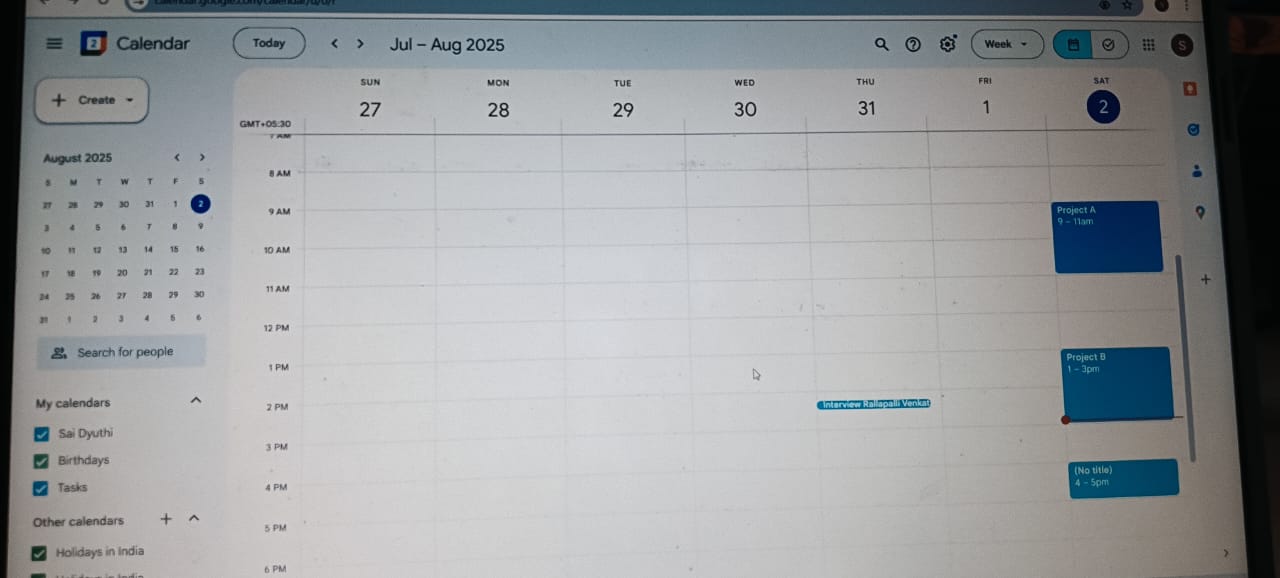 Calendar
Today
Jul – Aug 2025
Week
S
Create
SUN
MON
TUE
WED
THU
FRI
SAT
27
28
29
30
31
1
2
GMT+05:30
August 2025
S M T W T F S
27 28 29 30 31 1 2
3 4 5 6 7 8 9
10 11 12 13 14 15 16
17 18 19 20 21 22 23
24 25 26 27 28 29 30
31 1 2 3 4 5 6
Search for people
My calendars
Sai Dyuthi
Birthdays
Tasks
Other calendars
Holidays in India
7 AM
8 AM
9 AM
10 AM
11 AM
12 PM
1 PM
2 PM
3 PM
4 PM
5 PM
6 PM
Interview Rallapalli Venkat
Project A
9 – 11am
Project B
1 – 3pm
(No title)
4 – 5pm